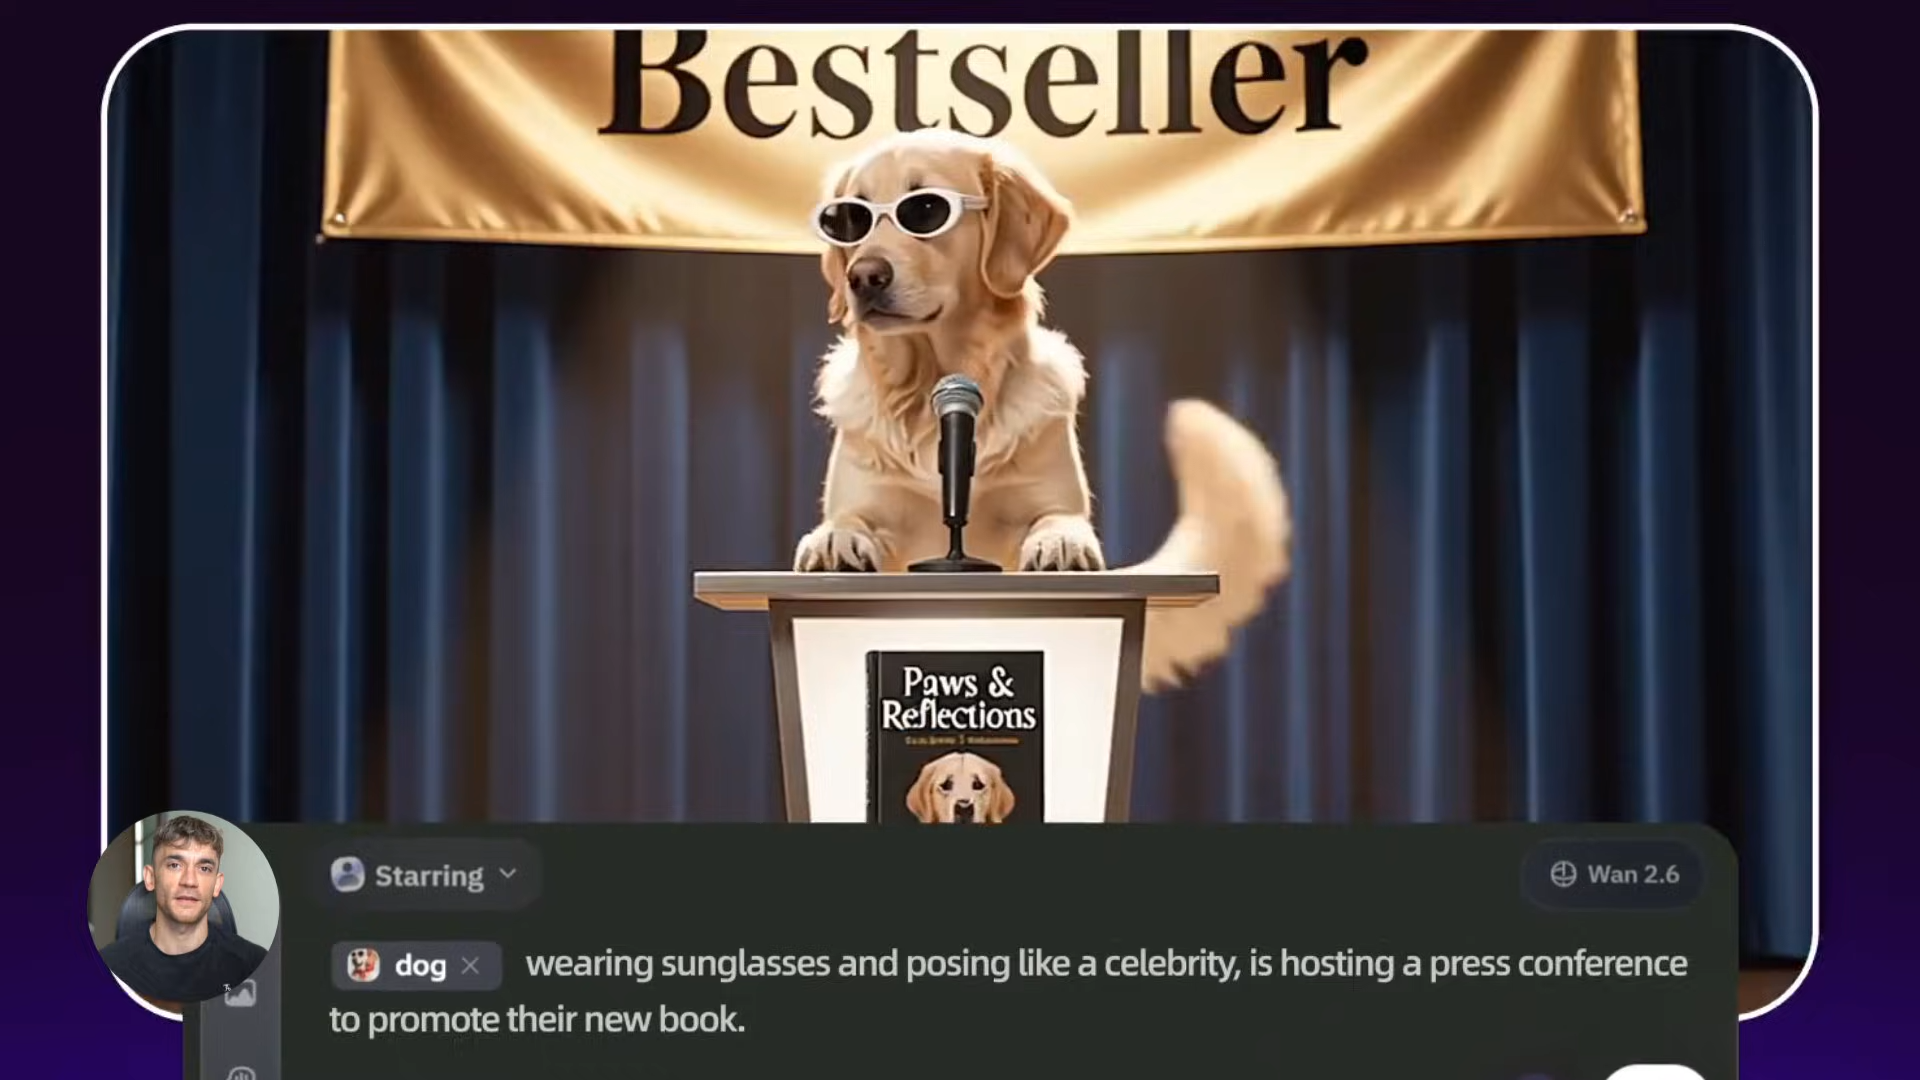 Bestseller
Paws &
Reflections
Starring
Wan 2.6
dog
wearing sunglasses and posing like a celebrity, is hosting a press conference
to promote their new book.